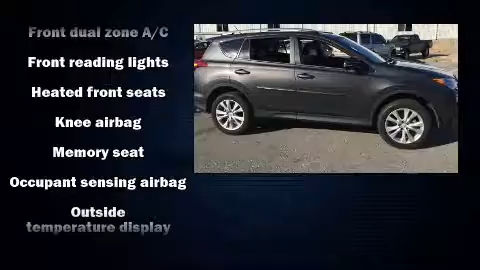 Front dual zone A/C
Front reading lights
Heated front seats
Knee airbag
Memory seat
Occupant sensing airbag
Outside
temperature display